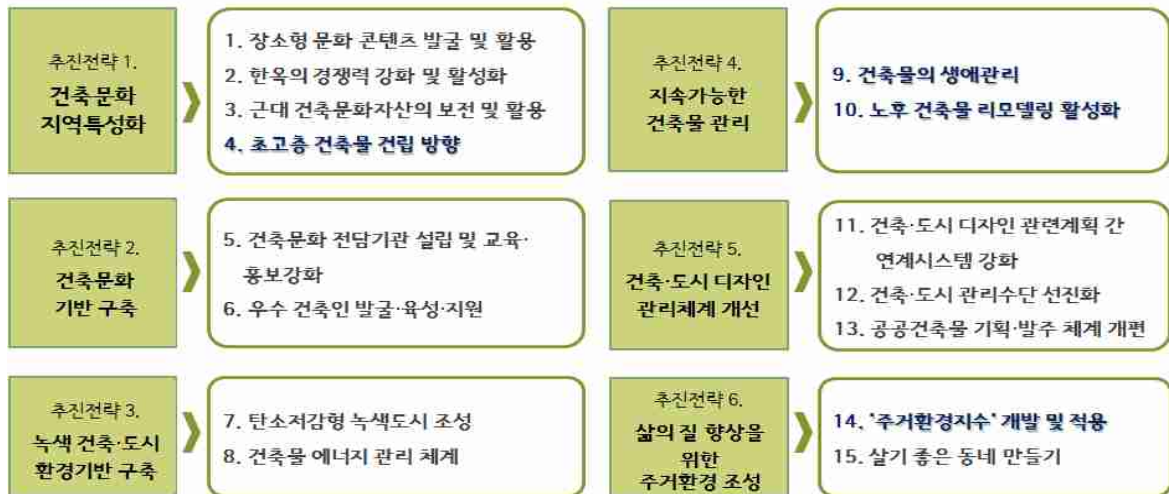 추진전략 1.
건축문화
지역특성화
1. 장소형 문화 콘텐츠 발굴 및 활용
2. 한옥의 경쟁력 강화 및 활성화
3. 근대 건축문화자산의 보전 및 활용
4. 초고층 건축물 건립 방향
추진전략 2.
건축문화
기반 구축
5. 건축문화 전담기관 설립 및 교육·
홍보강화
6. 우수 건축인 발굴·육성·지원
추진전략 3.
녹색 건축·도시
환경기반 구축
7. 탄소저감형 녹색도시 조성
8. 건축물 에너지 관리 체계
추진전략 4.
지속가능한
건축물 관리
9. 건축물의 생애관리
10. 노후 건축물 리모델링 활성화
추진전략 5.
건축·도시 디자인
관리체계 개선
11. 건축·도시 디자인 관련계획 간
연계시스템 강화
12. 건축·도시 관리수단 선진화
13. 공공건축물 기획·발주 체계 개편
추진전략 6.
삶의 질 향상을
위한
주거환경 조성
14. '주거환경지수' 개발 및 적용
15. 살기 좋은 동네 만들기